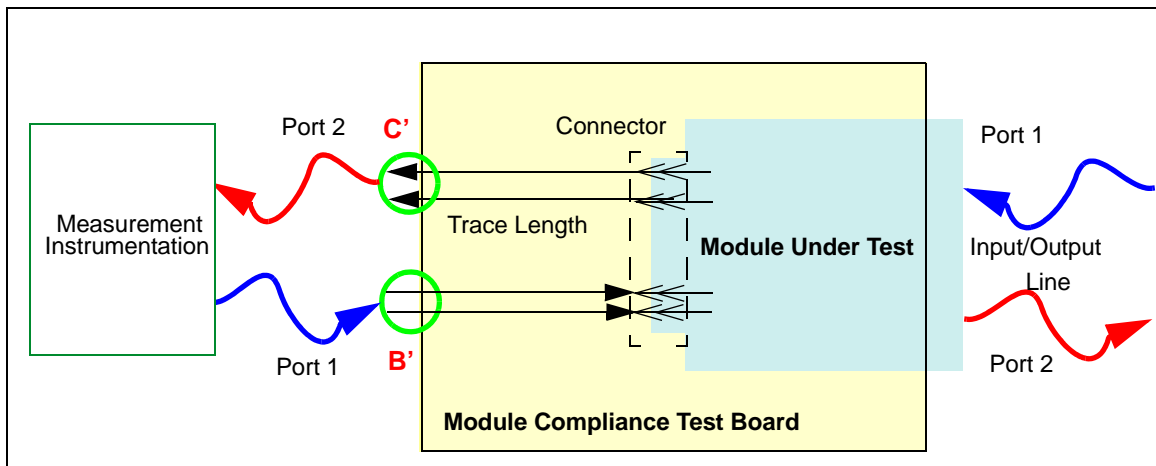 Port 2
C’
Connector
Port 1
Measurement
Instrumentation
Trace Length
Module Under Test
Input/Output
Line
Port 1
B’
Port 2
Module Compliance Test Board